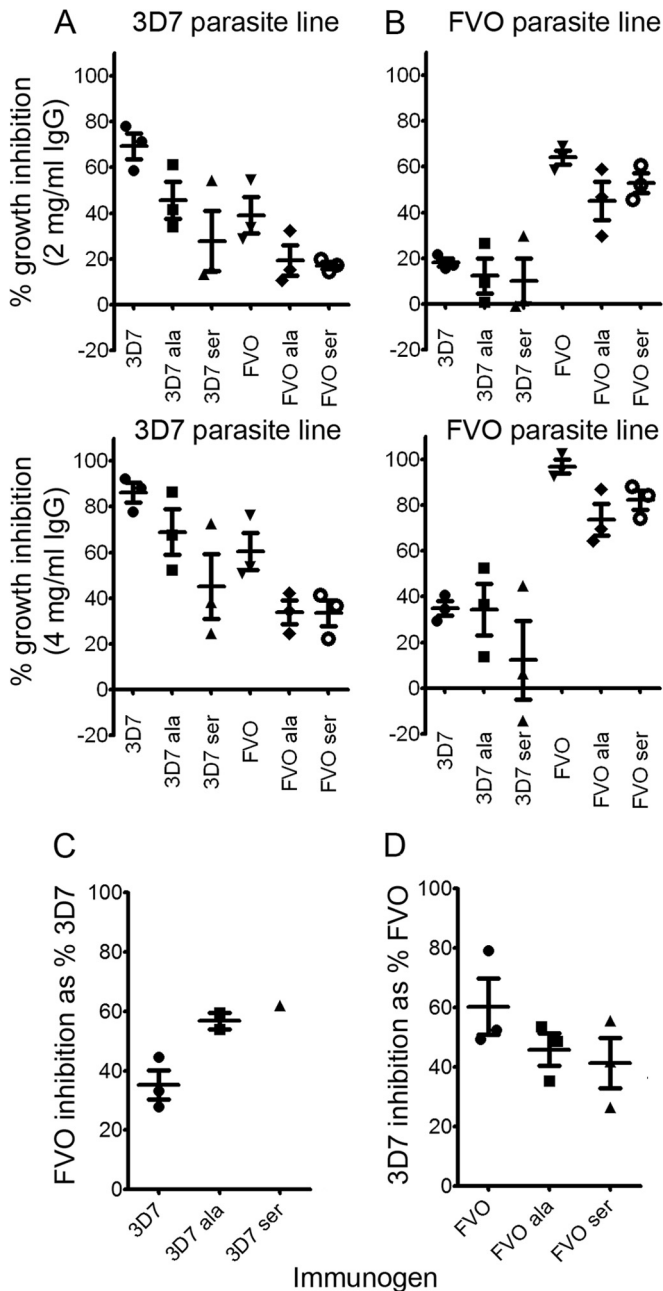 A
3D7 parasite line
B
FVO parasite line
% growth inhibition
(2 mg/ml IgG)
100
80
60
40
20
0
-20
3D7
3D7 ala
3D7 ser
FVO
FVO ala
FVO ser
100
80
60
40
20
0
-20
3D7
3D7 ala
3D7 ser
FVO
FVO ala
FVO ser
3D7 parasite line
FVO parasite line
% growth inhibition
(4 mg/ml IgG)
100
80
60
40
20
0
-20
3D7
3D7 ala
3D7 ser
FVO
FVO ala
FVO ser
100
80
60
40
20
0
-20
3D7
3D7 ala
3D7 ser
FVO
FVO ala
FVO ser
C
FVO inhibition as % 3D7
100
80
60
40
20
0
3D7
3D7 ala
3D7 ser
D
3D7 inhibition as % FVO
100
80
60
40
20
0
FVO
FVO ala
FVO ser
Immunogen